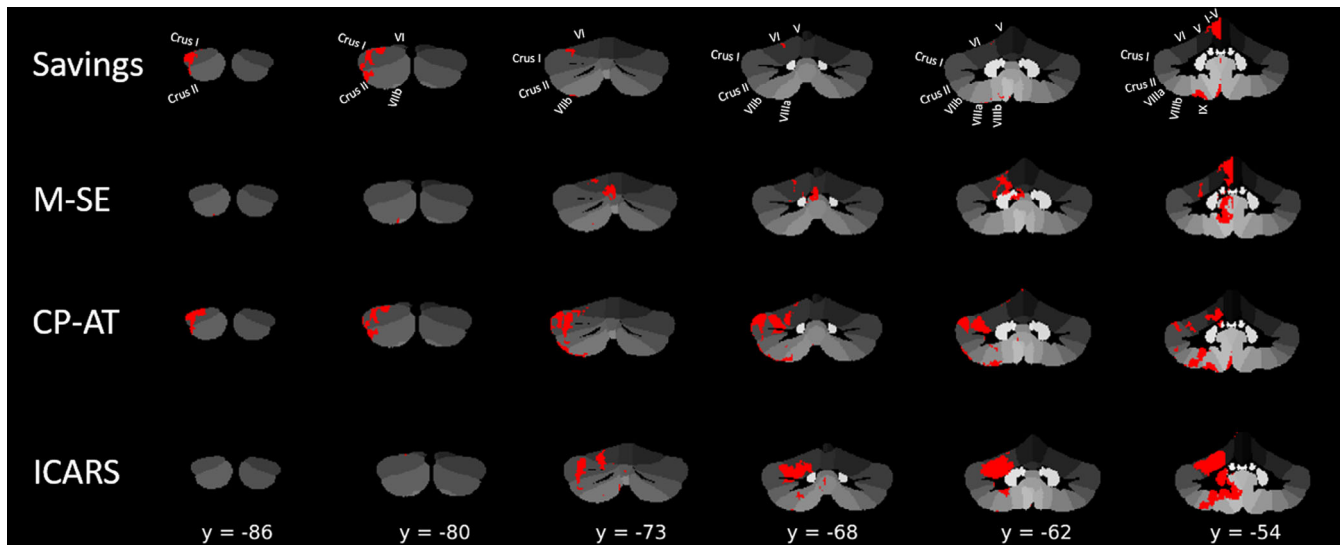 Savings
Crus I
Crus II
Crus I
VI
Crus II
VIIb
VI
Crus I
Crus II
VIIb
VI
V
Crus I
Crus II
VIIb
VIIIa
VI
V
Crus I
Crus II
VIIb
VIIIa
VIIIb
I-V
V
VI
Crus I
Crus II
VIIIa
VIIIb
IX
M-SE
CP-AT
ICARS
y = -86
y = -80
y = -73
y = -68
y = -62
y = -54